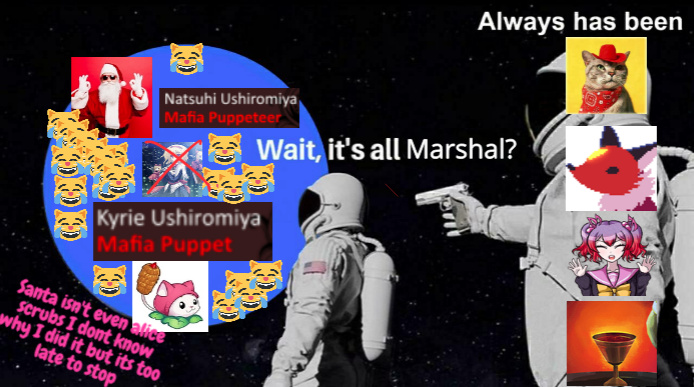 Always has been
Natsuhi Ushiromiya
Mafia Puppeteer
Wait, it's all Marshal?
Kyrie Ushiromiya
Mafia Puppet
Santa isn't even alice
scrubs I dont know
why I did it but its too
late to stop